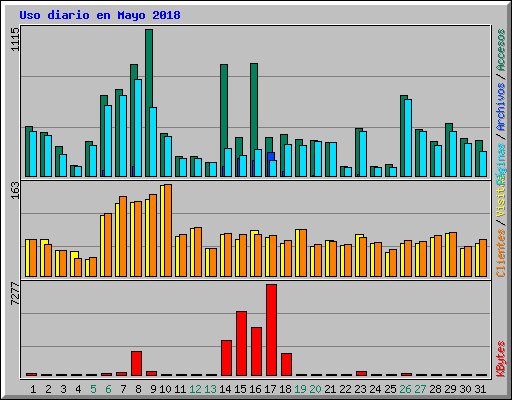 Uso diario en Mayo 2018
1115
163
7277
Páginas / Archivos / Accesos
Clientes / visitas
KBytes
1 2 3 4 5 6 7 8 9 10 11 12 13 14 15 16 17 18 19 20 21 22 23 24 25 26 27 28 29 30 31